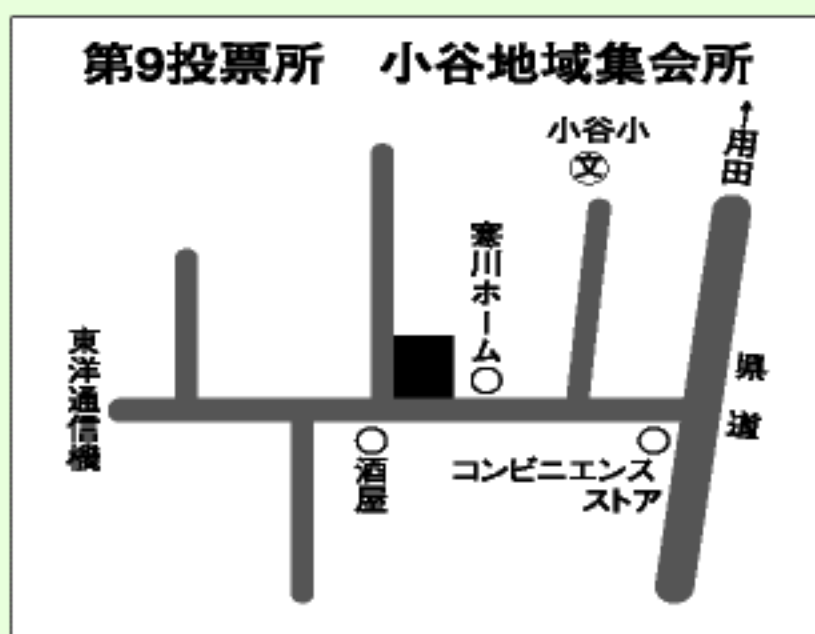 第9投票所　小谷地域集会所
小谷小
文
↑用田
寒川ホーム
東洋通信機
県道
酒屋
コンビニエンス
ストア